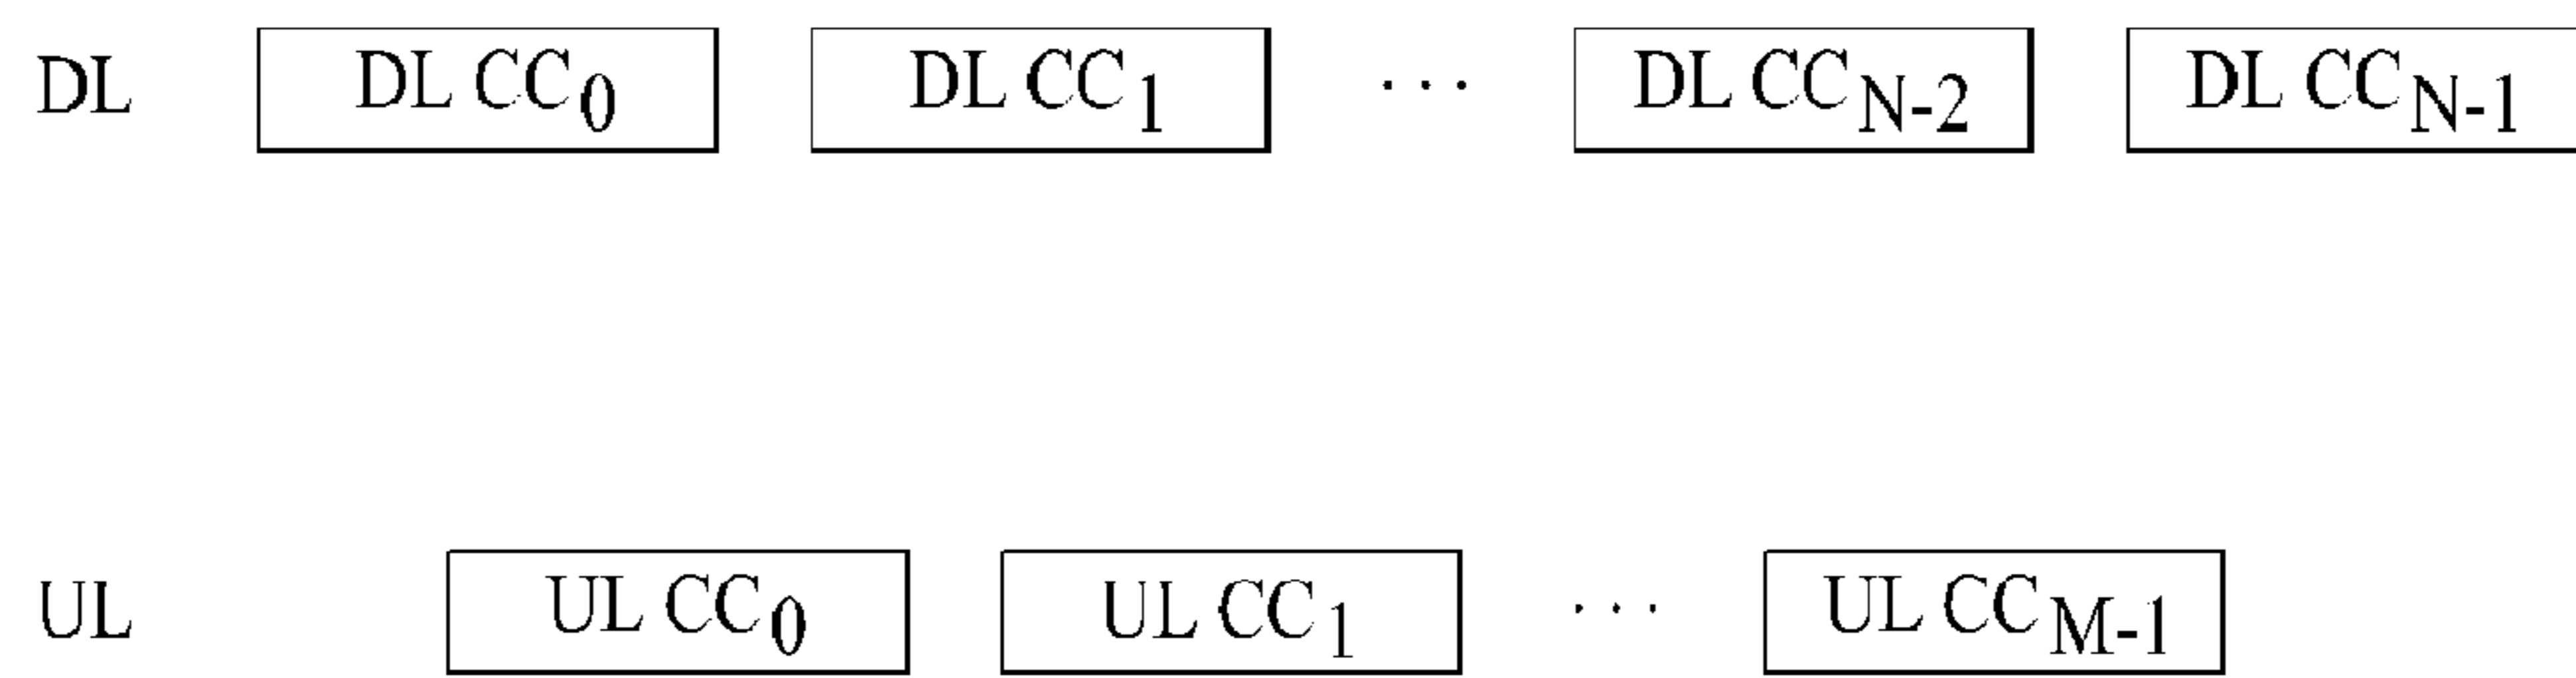 DL DL CC0 DL CC1 ... DL CCN-2 DL CCN-1
UL UL CC0 UL CC1 ... UL CCM-1